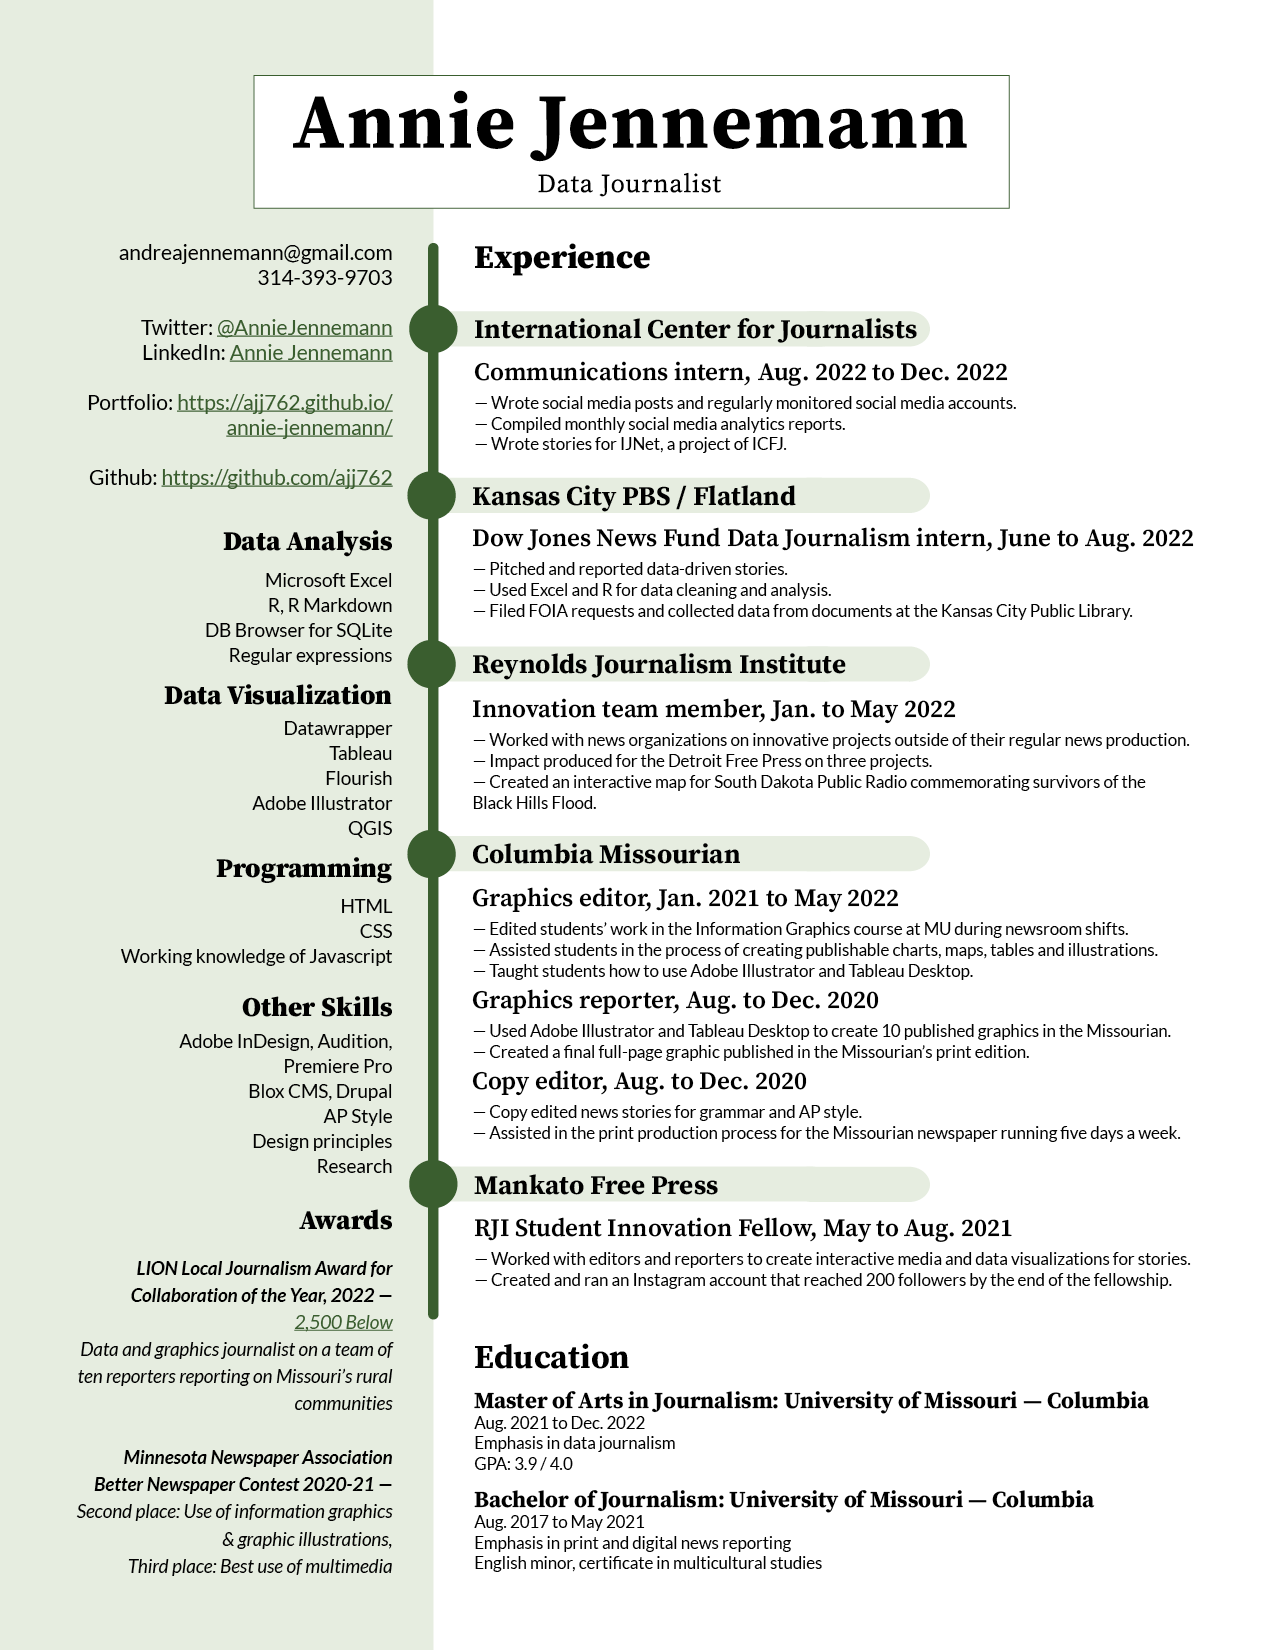 Annie Jennemann
Data Journalist
andreajennemann@gmail.com
314-393-9703
Twitter: @AnnieJennemann
LinkedIn: Annie Jennemann
Portfolio: https://ajj762.github.io/
annie-jennemann/
Github: https://github.com/ajj762
Data Analysis
Microsoft Excel
R, R Markdown
DB Browser for SQLite
Regular expressions
Data Visualization
Datawrapper
Tableau
Flourish
Adobe Illustrator
QGIS
Programming
HTML
CSS
Working knowledge of Javascript
Other Skills
Adobe InDesign, Audition,
Premiere Pro
Blox CMS, Drupal
AP Style
Design principles
Research
Awards
LION Local Journalism Award for
Collaboration of the Year, 2022 —
2,500 Below
Data and graphics journalist on a team of
ten reporters reporting on Missouri’s rural
communities
Minnesota Newspaper Association
Better Newspaper Contest 2020-21 —
Second place: Use of information graphics
& graphic illustrations,
Third place: Best use of multimedia
Experience
International Center for Journalists
Communications intern, Aug. 2022 to Dec. 2022
— Wrote social media posts and regularly monitored social media accounts.
— Compiled monthly social media analytics reports.
— Wrote stories for IJNet, a project of ICFJ.
Kansas City PBS / Flatland
Dow Jones News Fund Data Journalism intern, June to Aug. 2022
— Pitched and reported data-driven stories.
— Used Excel and R for data cleaning and analysis.
— Filed FOIA requests and collected data from documents at the Kansas City Public Library.
Reynolds Journalism Institute
Innovation team member, Jan. to May 2022
— Worked with news organizations on innovative projects outside of their regular news production.
— Impact produced for the Detroit Free Press on three projects.
— Created an interactive map for South Dakota Public Radio commemorating survivors of the
Black Hills Flood.
Columbia Missourian
Graphics editor, Jan. 2021 to May 2022
— Edited students’ work in the Information Graphics course at MU during newsroom shifts.
— Assisted students in the process of creating publishable charts, maps, tables and illustrations.
— Taught students how to use Adobe Illustrator and Tableau Desktop.
Graphics reporter, Aug. to Dec. 2020
— Used Adobe Illustrator and Tableau Desktop to create 10 published graphics in the Missourian.
— Created a final full-page graphic published in the Missourian’s print edition.
Copy editor, Aug. to Dec. 2020
— Copy edited news stories for grammar and AP style.
— Assisted in the print production process for the Missourian newspaper running five days a week.
Mankato Free Press
RJI Student Innovation Fellow, May to Aug. 2021
— Worked with editors and reporters to create interactive media and data visualizations for stories.
— Created and ran an Instagram account that reached 200 followers by the end of the fellowship.
Education
Master of Arts in Journalism: University of Missouri — Columbia
Aug. 2021 to Dec. 2022
Emphasis in data journalism
GPA: 3.9 / 4.0
Bachelor of Journalism: University of Missouri — Columbia
Aug. 2017 to May 2021
Emphasis in print and digital news reporting
English minor, certificate in multicultural studies